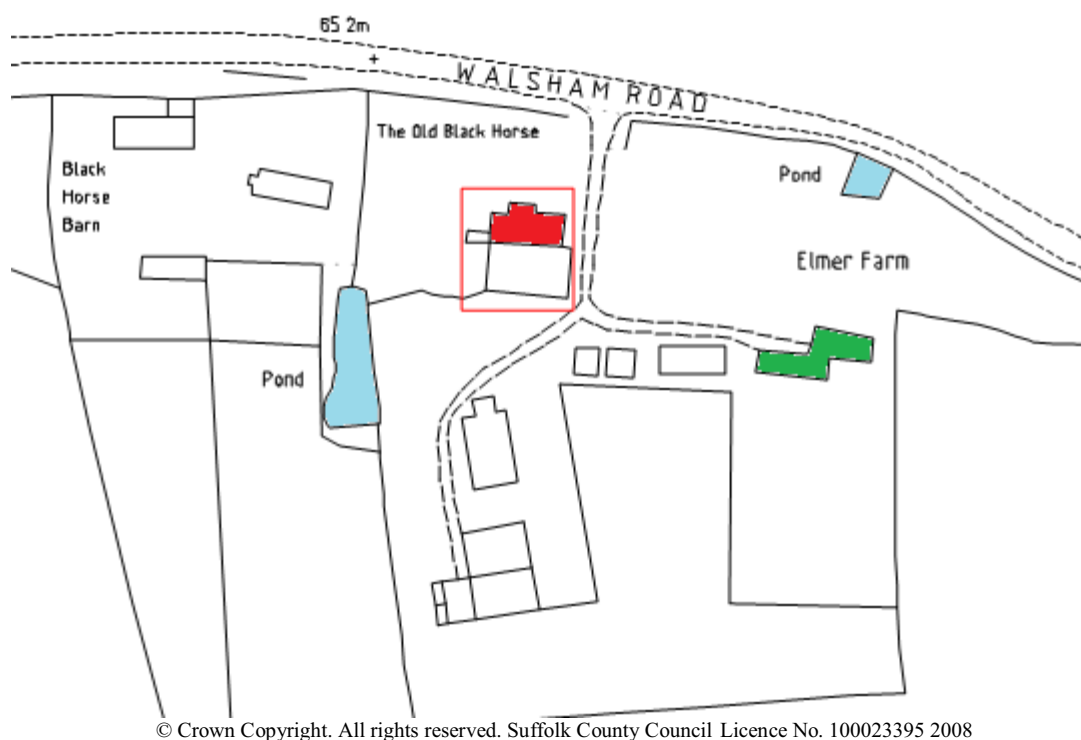 65 2m
WALSHAM ROAD
The Old Black Horse
Black
Horse
Barn
Pond
Elmer Farm
Pond
© Crown Copyright. All rights reserved. Suffolk County Council Licence No. 100023395 2008